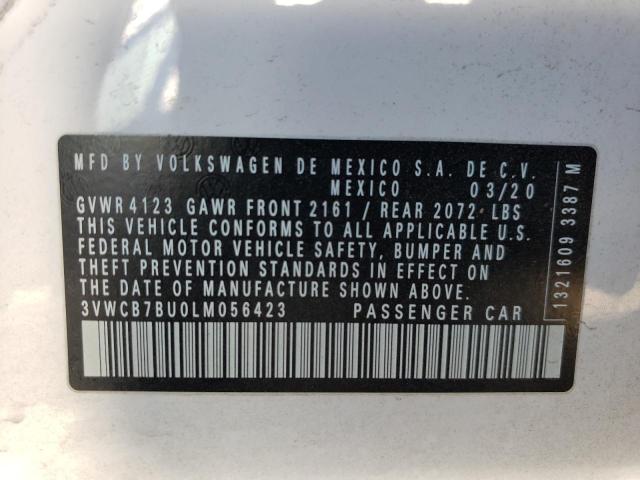 MFD BY VOLKSWAGEN DE MEXICO S.A. DE C.V.
MEXICO 03/20
GVWR 4123 GAWR FRONT 2161 / REAR 2072 LBS
THIS VEHICLE CONFORMS TO ALL APPLICABLE U.S.
FEDERAL MOTOR VEHICLE SAFETY, BUMPER AND
THEFT PREVENTION STANDARDS IN EFFECT ON
THE DATE OF MANUFACTURE SHOWN ABOVE.
3VWCB7BU0LM056423 PASSENGER CAR
1321609 3387 M